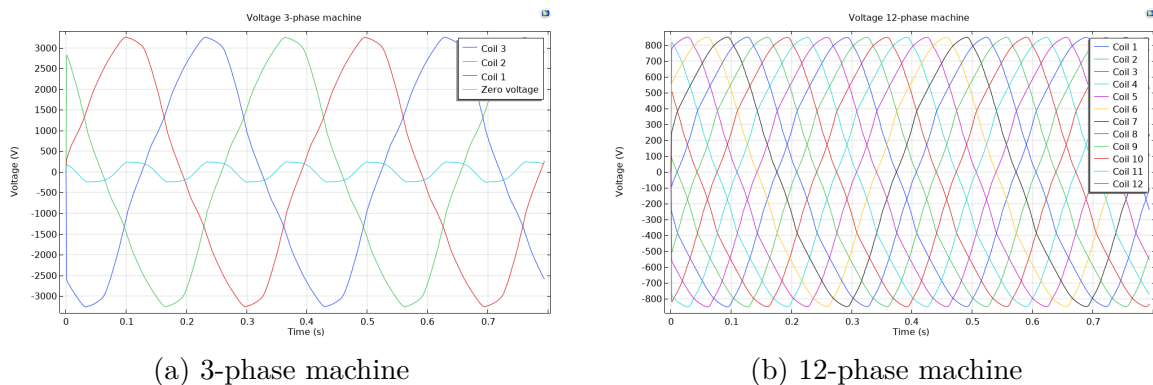 Voltage 3-phase machine
Voltage (V)
3000
2500
2000
1500
1000
500
0
-500
-1000
-1500
-2000
-2500
-3000
Coil 3
Coil 2
Coil 1
Zero voltage
0 0.1 0.2 0.3 0.4 0.5 0.6 0.7
Time (s)
(a) 3-phase machine
Voltage 12-phase machine
Voltage (V)
800
700
600
500
400
300
200
100
0
-100
-200
-300
-400
-500
-600
-700
-800
Coil 1
Coil 2
Coil 3
Coil 4
Coil 5
Coil 6
Coil 7
Coil 8
Coil 9
Coil 10
Coil 11
Coil 12
0 0.1 0.2 0.3 0.4 0.5 0.6 0.7
Time (s)
(b) 12-phase machine